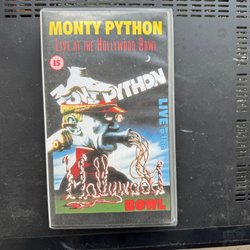 MONTY PYTHON
LIVE AT THE HOLLYWOOD BOWL
15
PYTHON
LIVE
Hollywood
BOWL